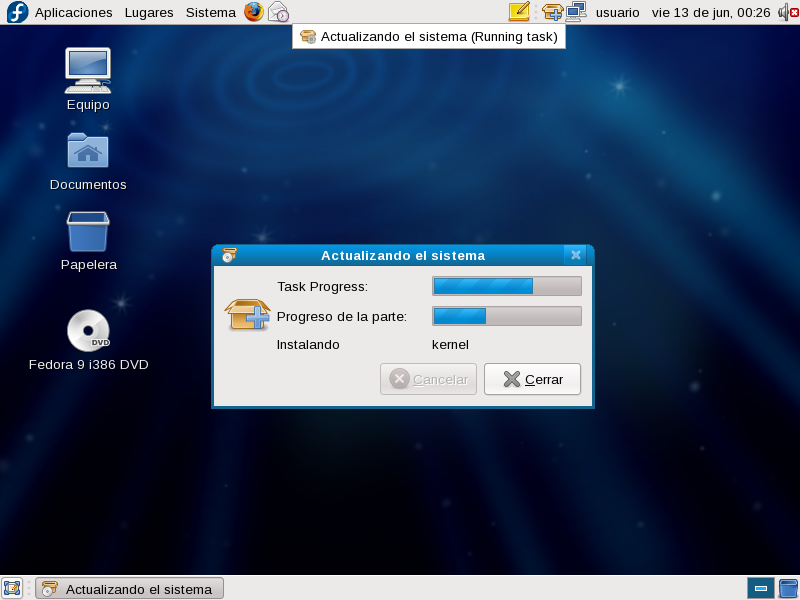 Aplicaciones Lugares Sistema usuario vie 13 de jun, 00:26
Actualizando el sistema (Running task)
Equipo
Documentos
Papelera
DVD
Fedora 9 i386 DVD
Actualizando el sistema
Task Progress:
Progreso de la parte:
Instalando kernel
Cancelar Cerrar
Actualizando el sistema